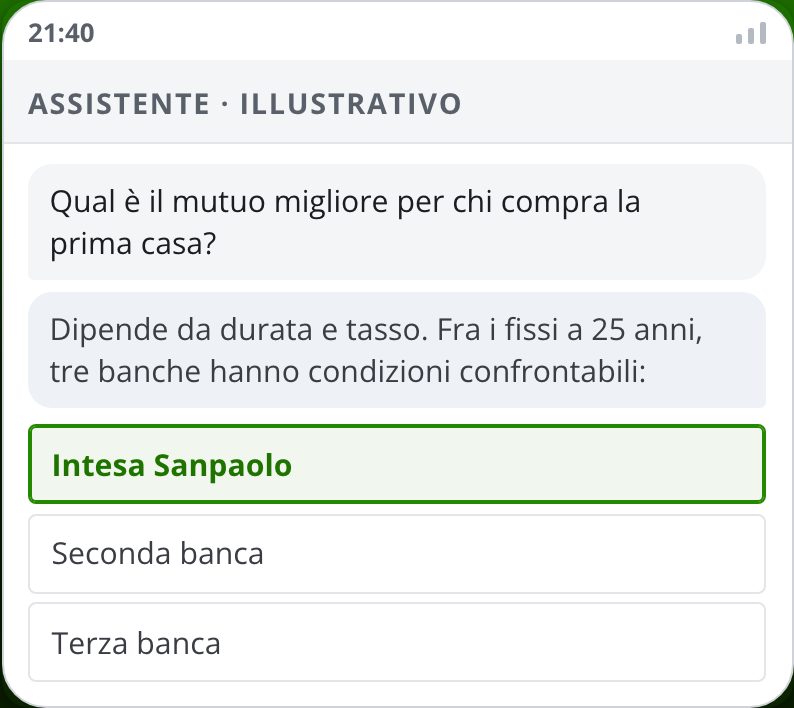 21:40
ASSISTENTE · ILLUSTRATIVO
Qual è il mutuo migliore per chi compra la
prima casa?
Dipende da durata e tasso. Fra i fissi a 25 anni,
tre banche hanno condizioni confrontabili:
Intesa Sanpaolo
Seconda banca
Terza banca